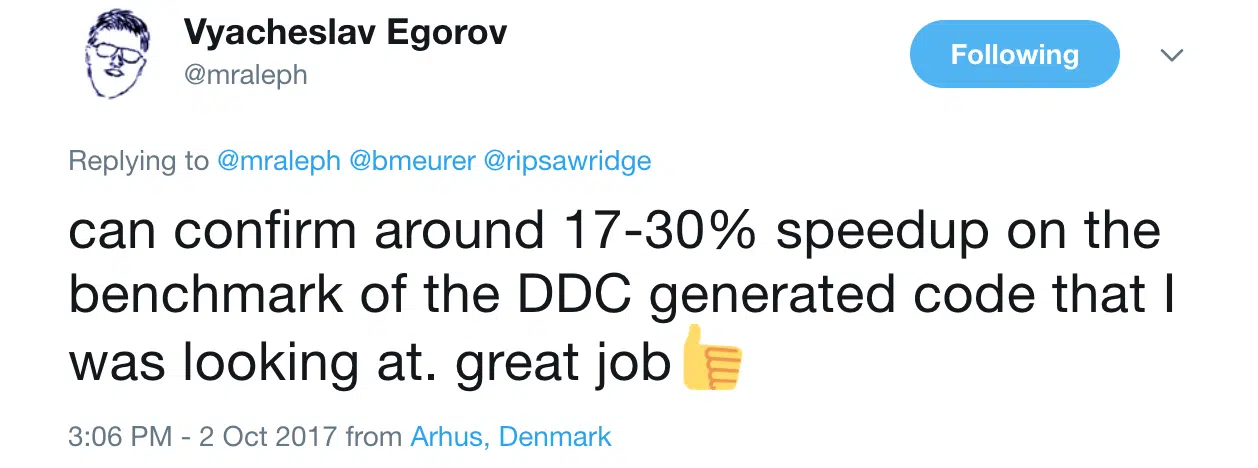 Vyacheslav Egorov
@mraleph
Following
Replying to @mraleph @bmeurer @ripsawridge
can confirm around 17-30% speedup on the
benchmark of the DDC generated code that I
was looking at. great job👍
3:06 PM - 2 Oct 2017 from Arhus, Denmark